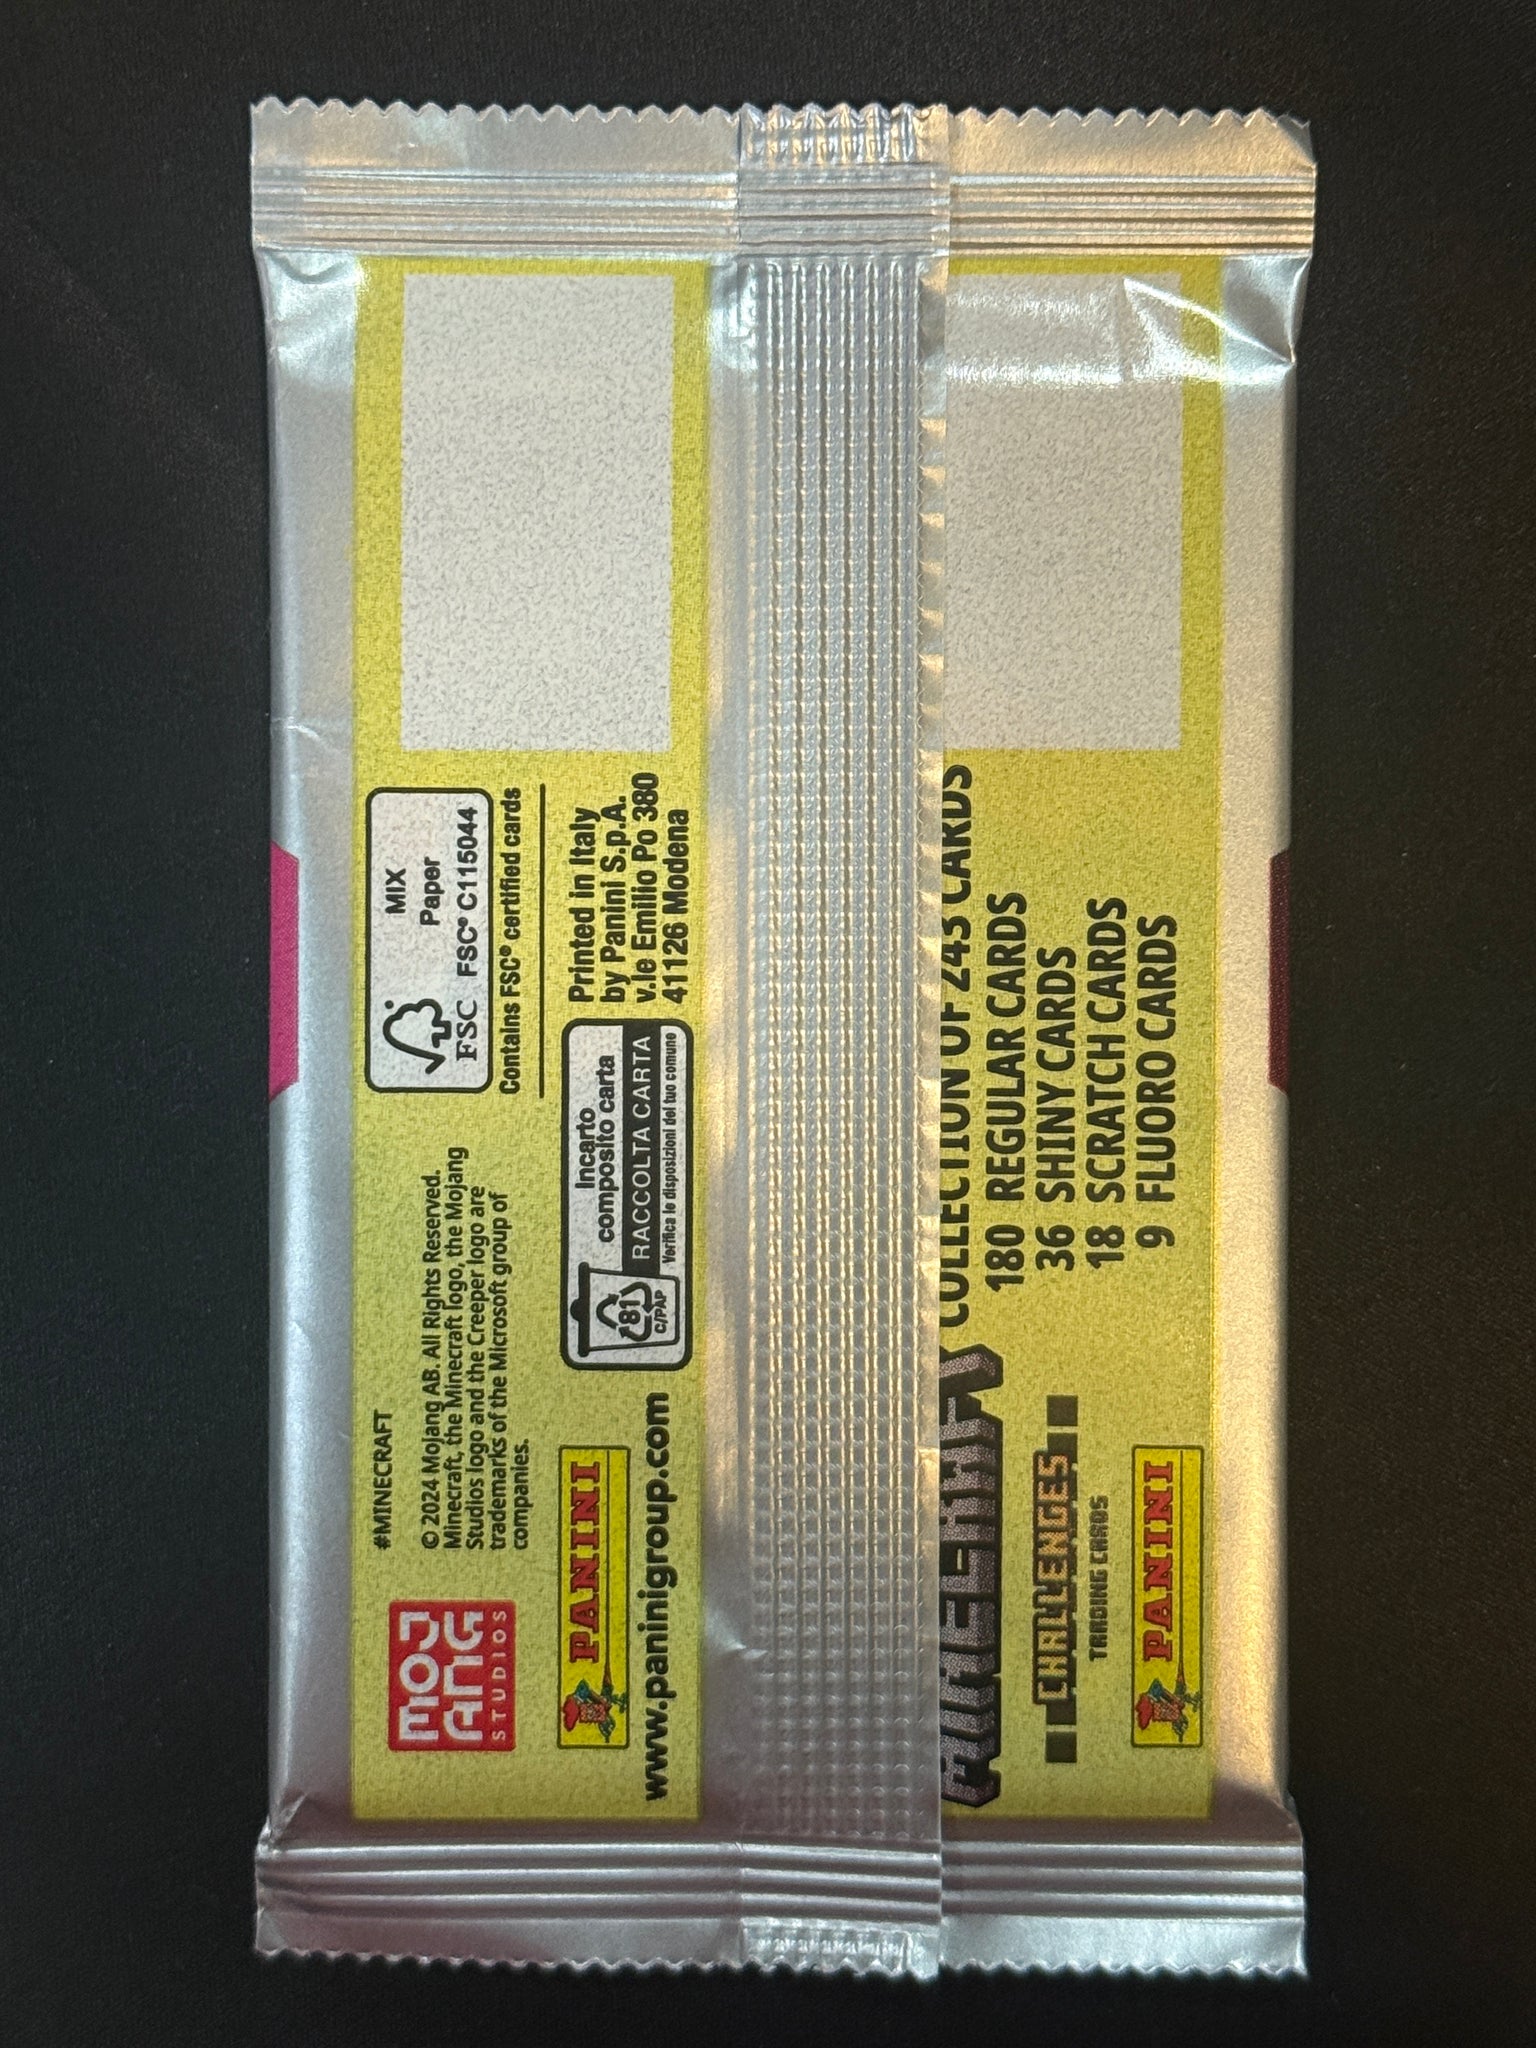 #MINECRAFT
© 2024 Mojang AB. All Rights Reserved.
Minecraft, the Minecraft logo, the Mojang
Studios logo and the Creeper logo are
trademarks of the Microsoft group of
companies.
MOJ
ANG
STUDIOS
MIX
Paper
FSC FSC® C115044
Contains FSC® certified cards
PANINI
www.paninigroup.com
Incarto
composito carta
RACCOLTA CARTA
Verifica le disposizioni del tuo comune
81
C/PAP
Printed in Italy
by Panini S.p.A.
v.le Emilio Po 380
41126 Modena
MINECRAFT
CHALLENGES
TRADING CARDS
PANINI
COLLECTION OF 243 CARDS
180 REGULAR CARDS
36 SHINY CARDS
18 SCRATCH CARDS
9 FLUORO CARDS